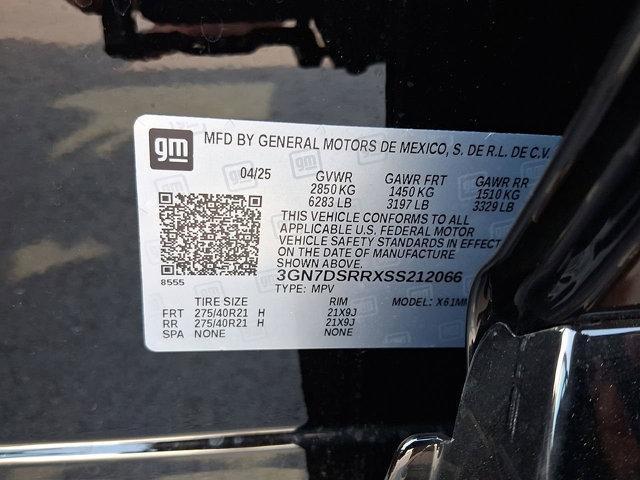 gm
MFD BY GENERAL MOTORS DE MEXICO, S. DE R.L. DE C.V.
04/25 GVWR GAWR FRT GAWR RR
2850 KG 1450 KG 1510 KG
6283 LB 3197 LB 3329 LB
THIS VEHICLE CONFORMS TO ALL
APPLICABLE U.S. FEDERAL MOTOR
VEHICLE SAFETY STANDARDS IN EFFECT
ON THE DATE OF MANUFACTURE
SHOWN ABOVE.
8555
3GN7DSRRXSS212066
TYPE: MPV
TIRE SIZE RIM MODEL: X61M
FRT 275/40R21 H 21X9J
RR 275/40R21 H 21X9J
SPA NONE NONE